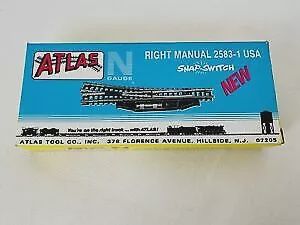 ATLAS
N
GAUGE
RIGHT MANUAL 2583-1 USA
SNAP-SWITCH
NEW
You're on the right track ... with ATLAS!
ATLAS TOOL CO., INC. 378 FLORENCE AVENUE, HILLSIDE, N.J. 07205